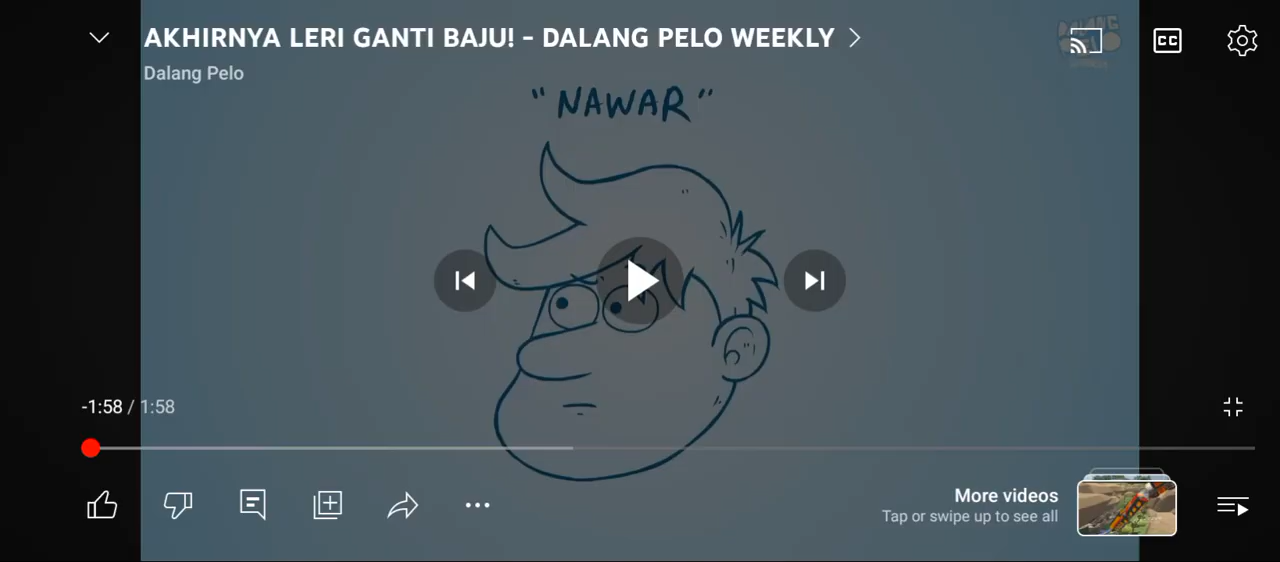 AKHIRNYA LERI GANTI BAJU! - DALANG PELO WEEKLY
Dalang Pelo
CC
"NAWAR"
-1:58 / 1:58
More videos
Tap or swipe up to see all